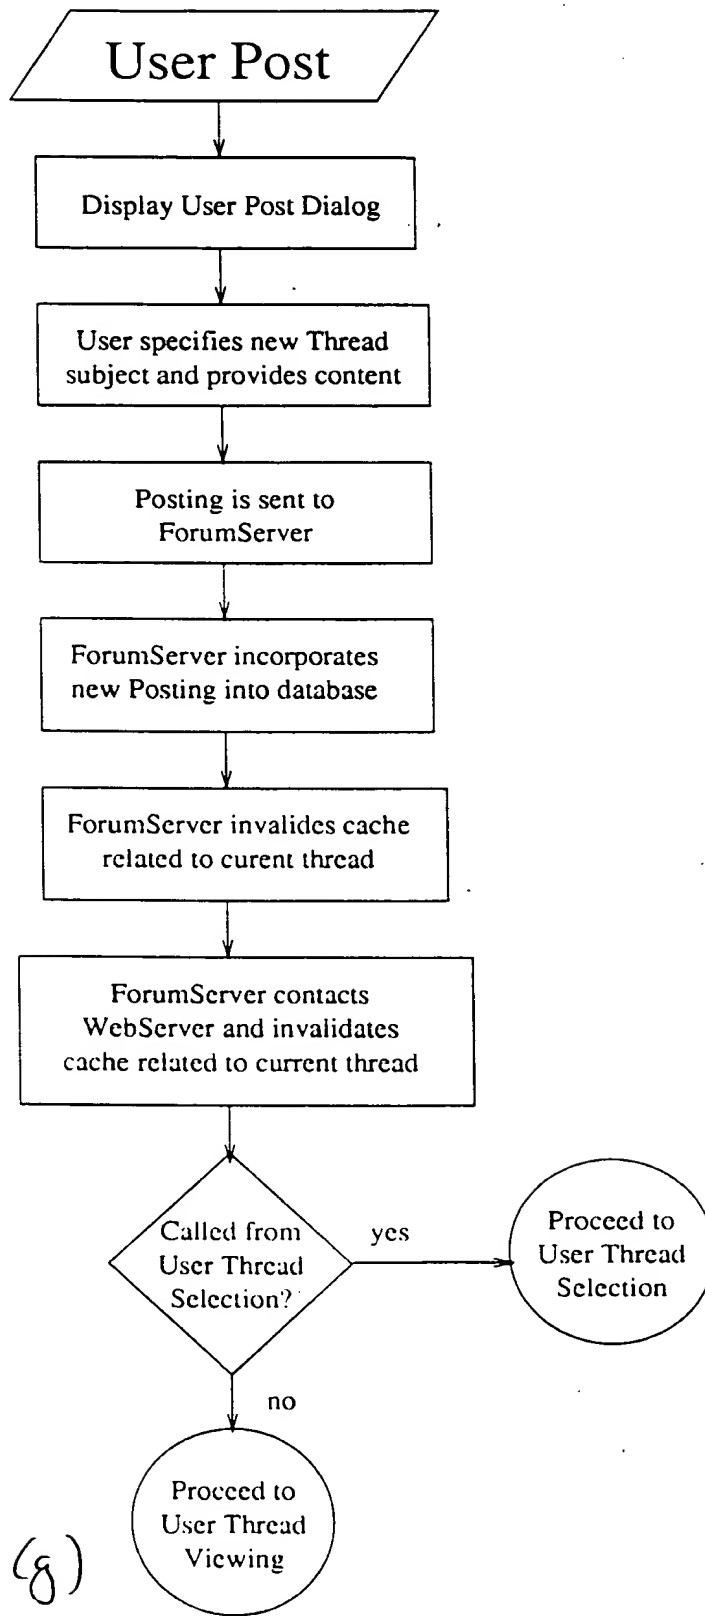 User Post
Display User Post Dialog
User specifies new Thread
subject and provides content
Posting is sent to
ForumServer
ForumServer incorporates
new Posting into database
ForumServer invalides cache
related to curent thread
ForumServer contacts
WebServer and invalidates
cache related to current thread
Called from
User Thread
Selection?
yes
Proceed to
User Thread
Selection
no
Proceed to
User Thread
Viewing
(g)